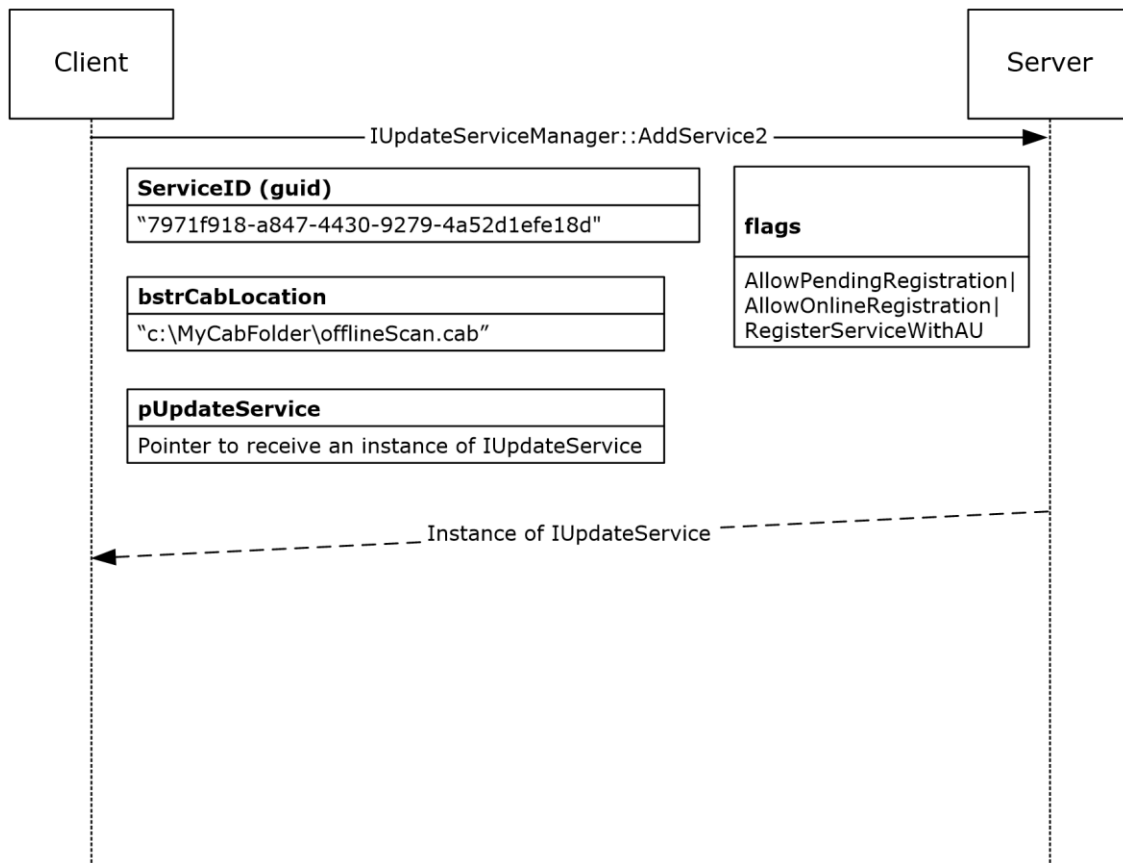 Client
Server
IUpdateServiceManager::AddService2
ServiceID (guid)
“7971f918-a847-4430-9279-4a52d1efe18d"
flags
AllowPendingRegistration|
AllowOnlineRegistration|
RegisterServiceWithAU
bstrCabLocation
“c:\MyCabFolder\offlineScan.cab”
pUpdateService
Pointer to receive an instance of IUpdateService
Instance of IUpdateService